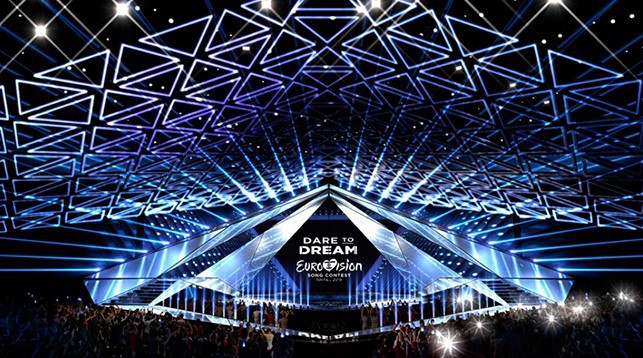 DARE TO
DREAM
EUROVISION
SONG CONTEST